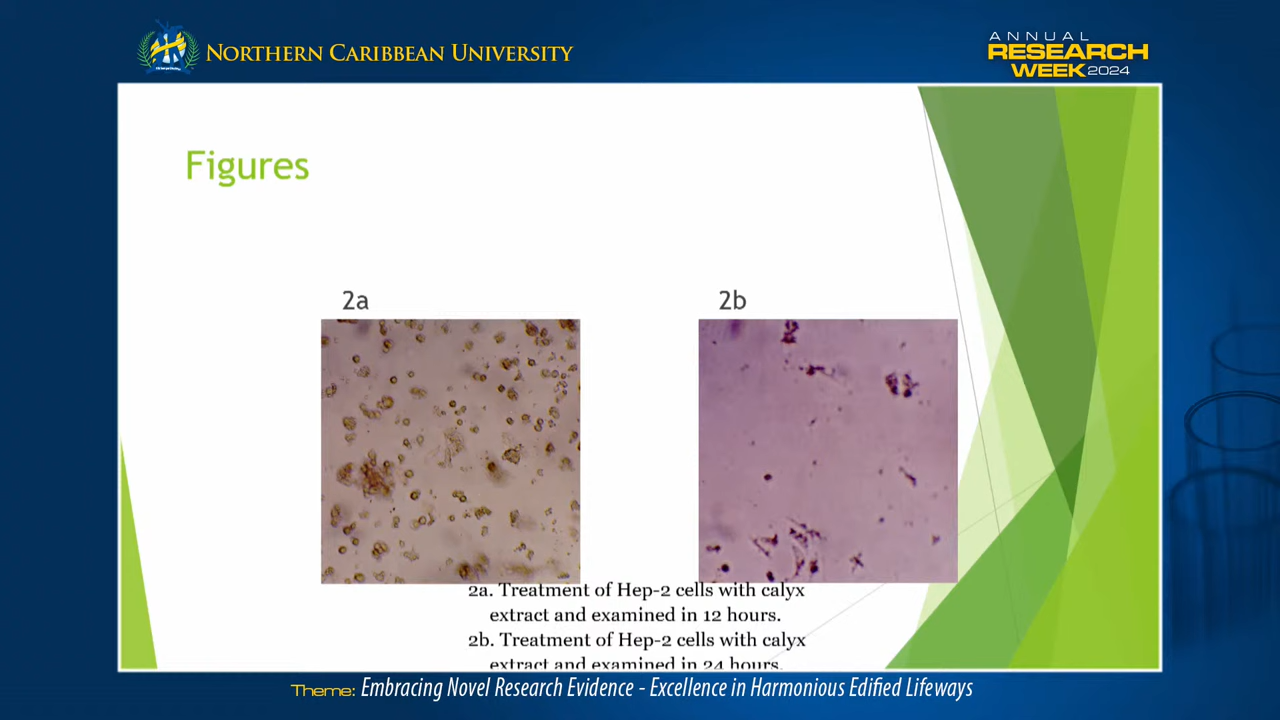 NORTHERN CARIBBEAN UNIVERSITY
ANNUAL
RESEARCH
WEEK 2024
Figures
2a
2b
2a. Treatment of Hep-2 cells with calyx
extract and examined in 12 hours.
2b. Treatment of Hep-2 cells with calyx
extract and examined in 24 hours.
Theme: Embracing Novel Research Evidence - Excellence in Harmonious Edified Lifeways